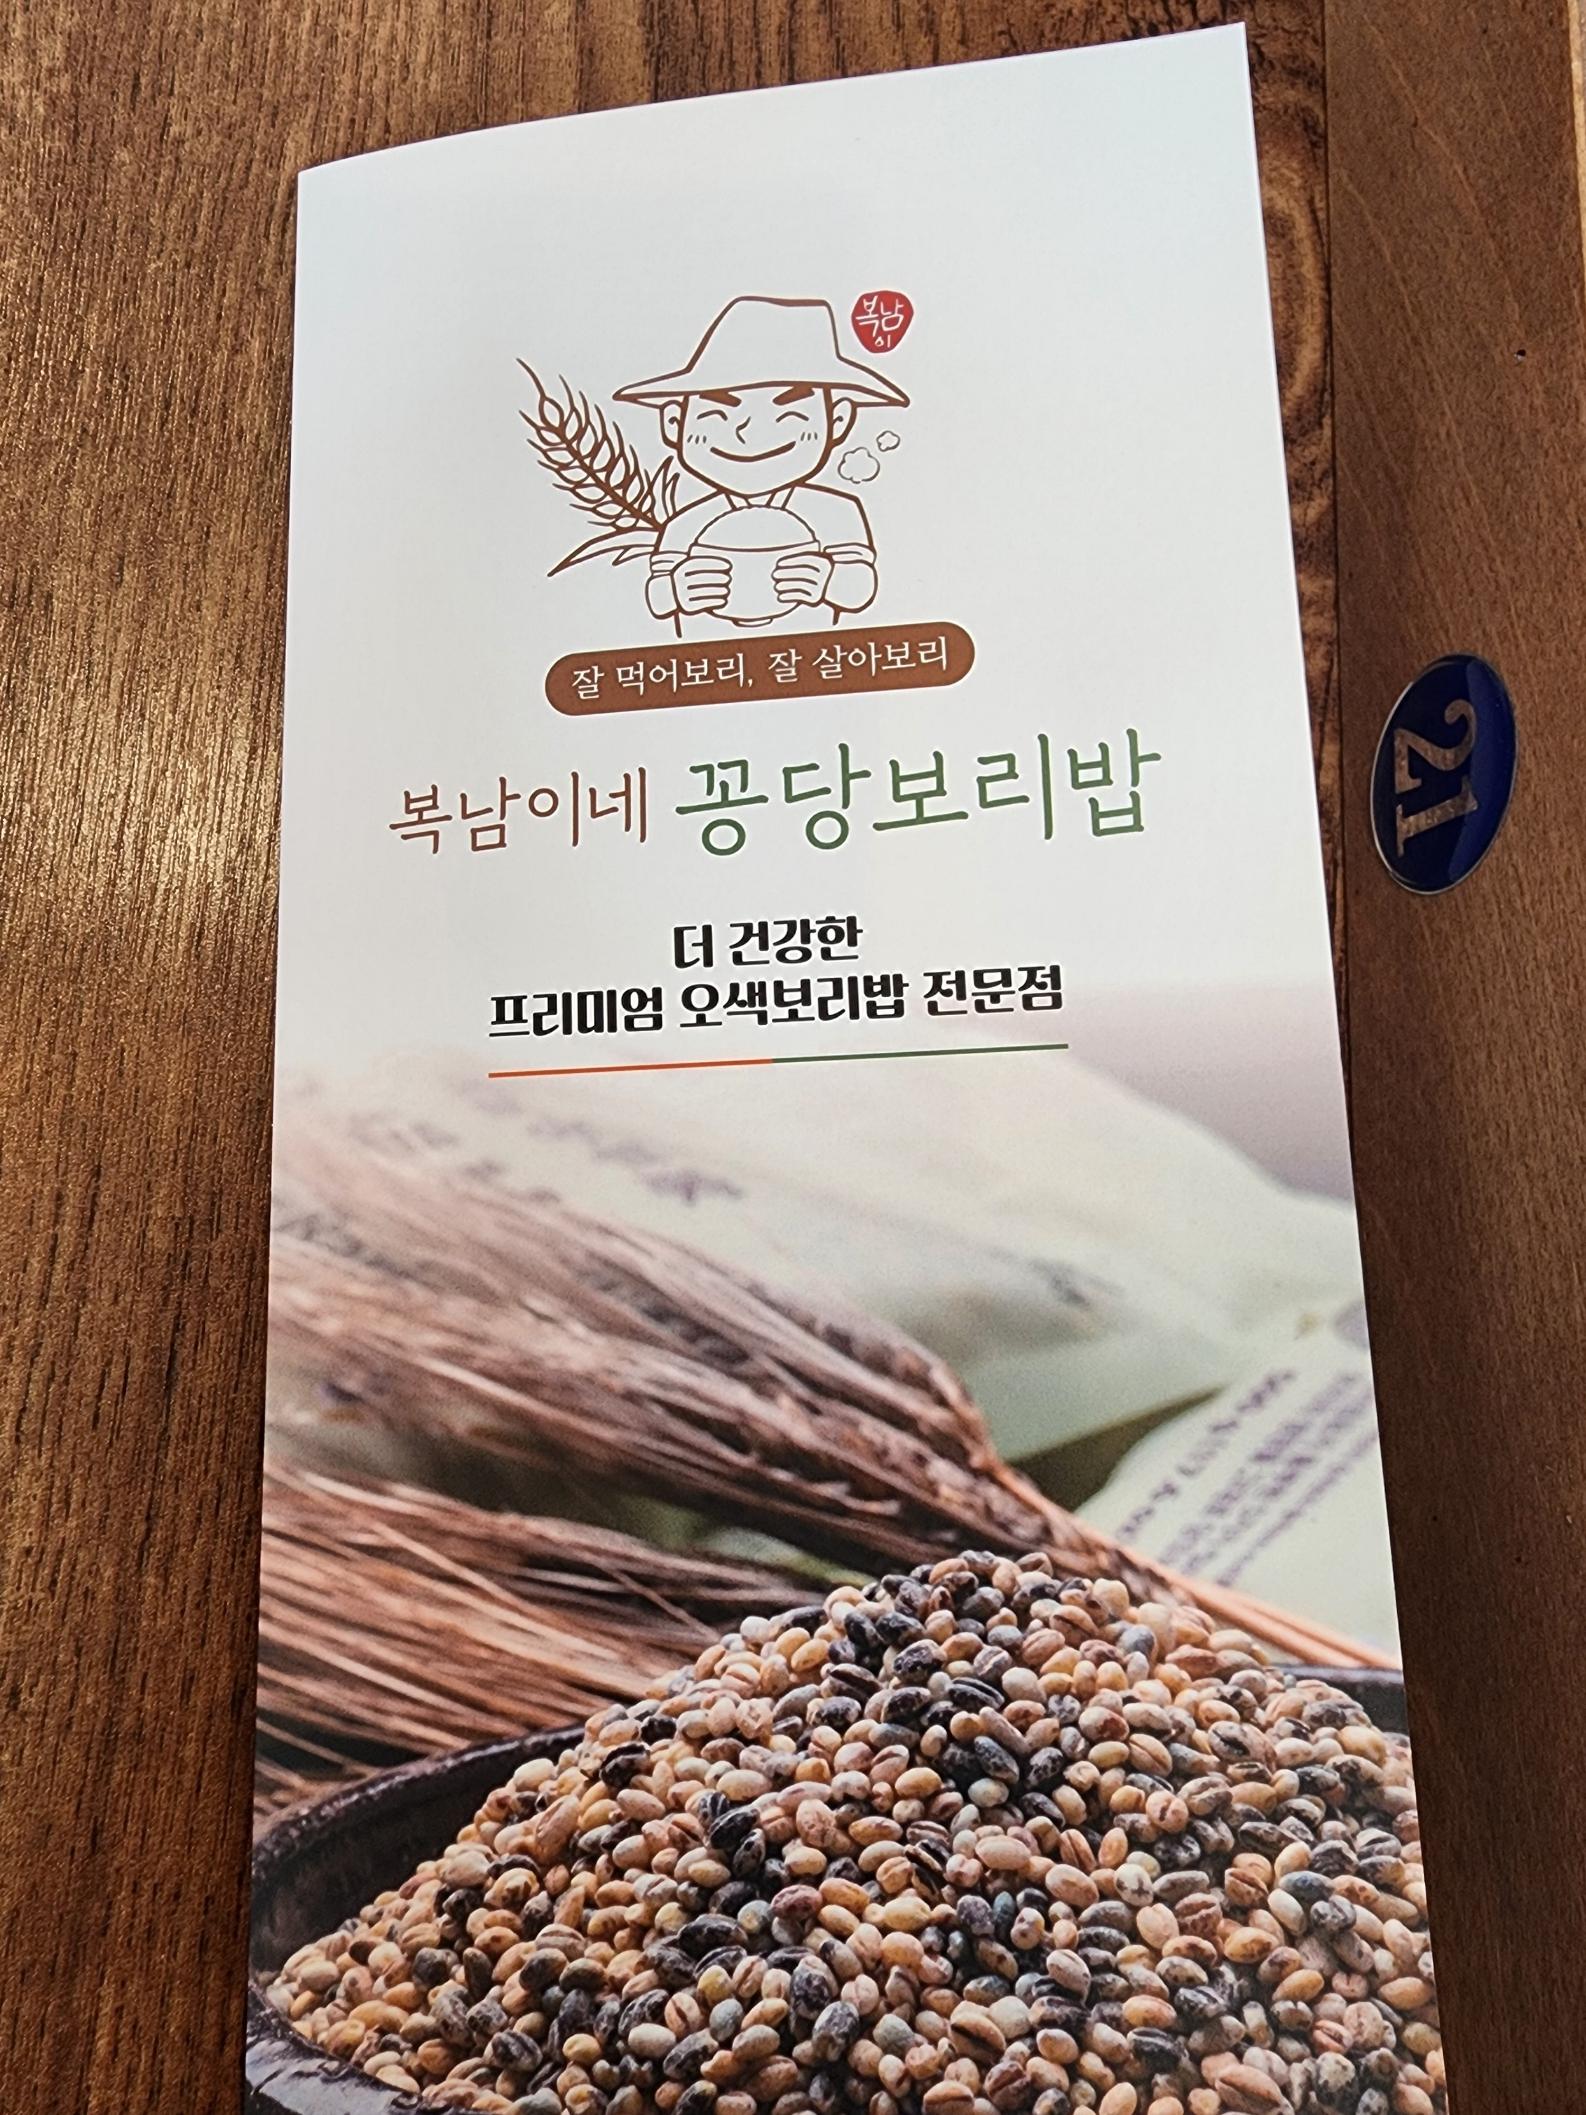 복남
이
잘 먹어보리, 잘 살아보리
복남이네 꽁당보리밥
더 건강한
프리미엄 오색보리밥 전문점
21